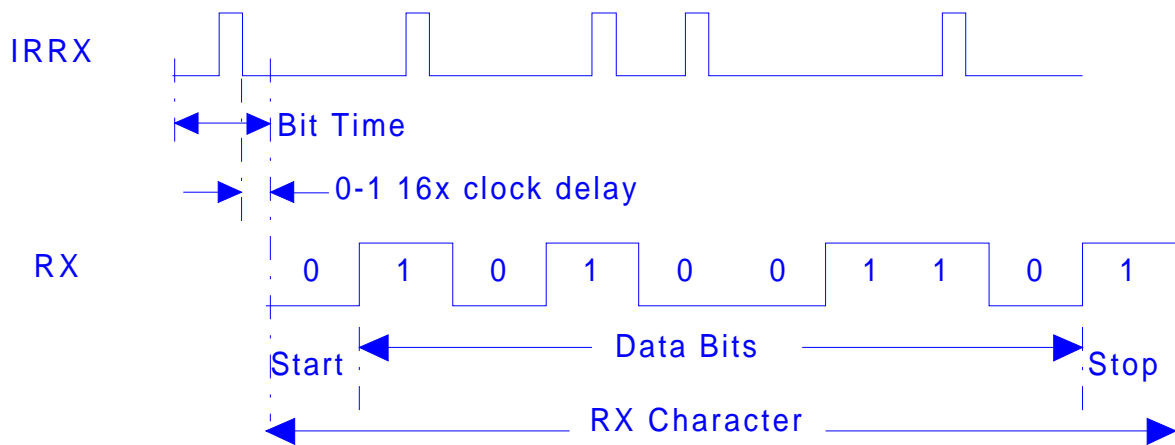 IRRX
Bit Time
0-1 16x clock delay
RX
0 1 0 1 0 0 1 1 0 1
Start
Data Bits
Stop
RX Character